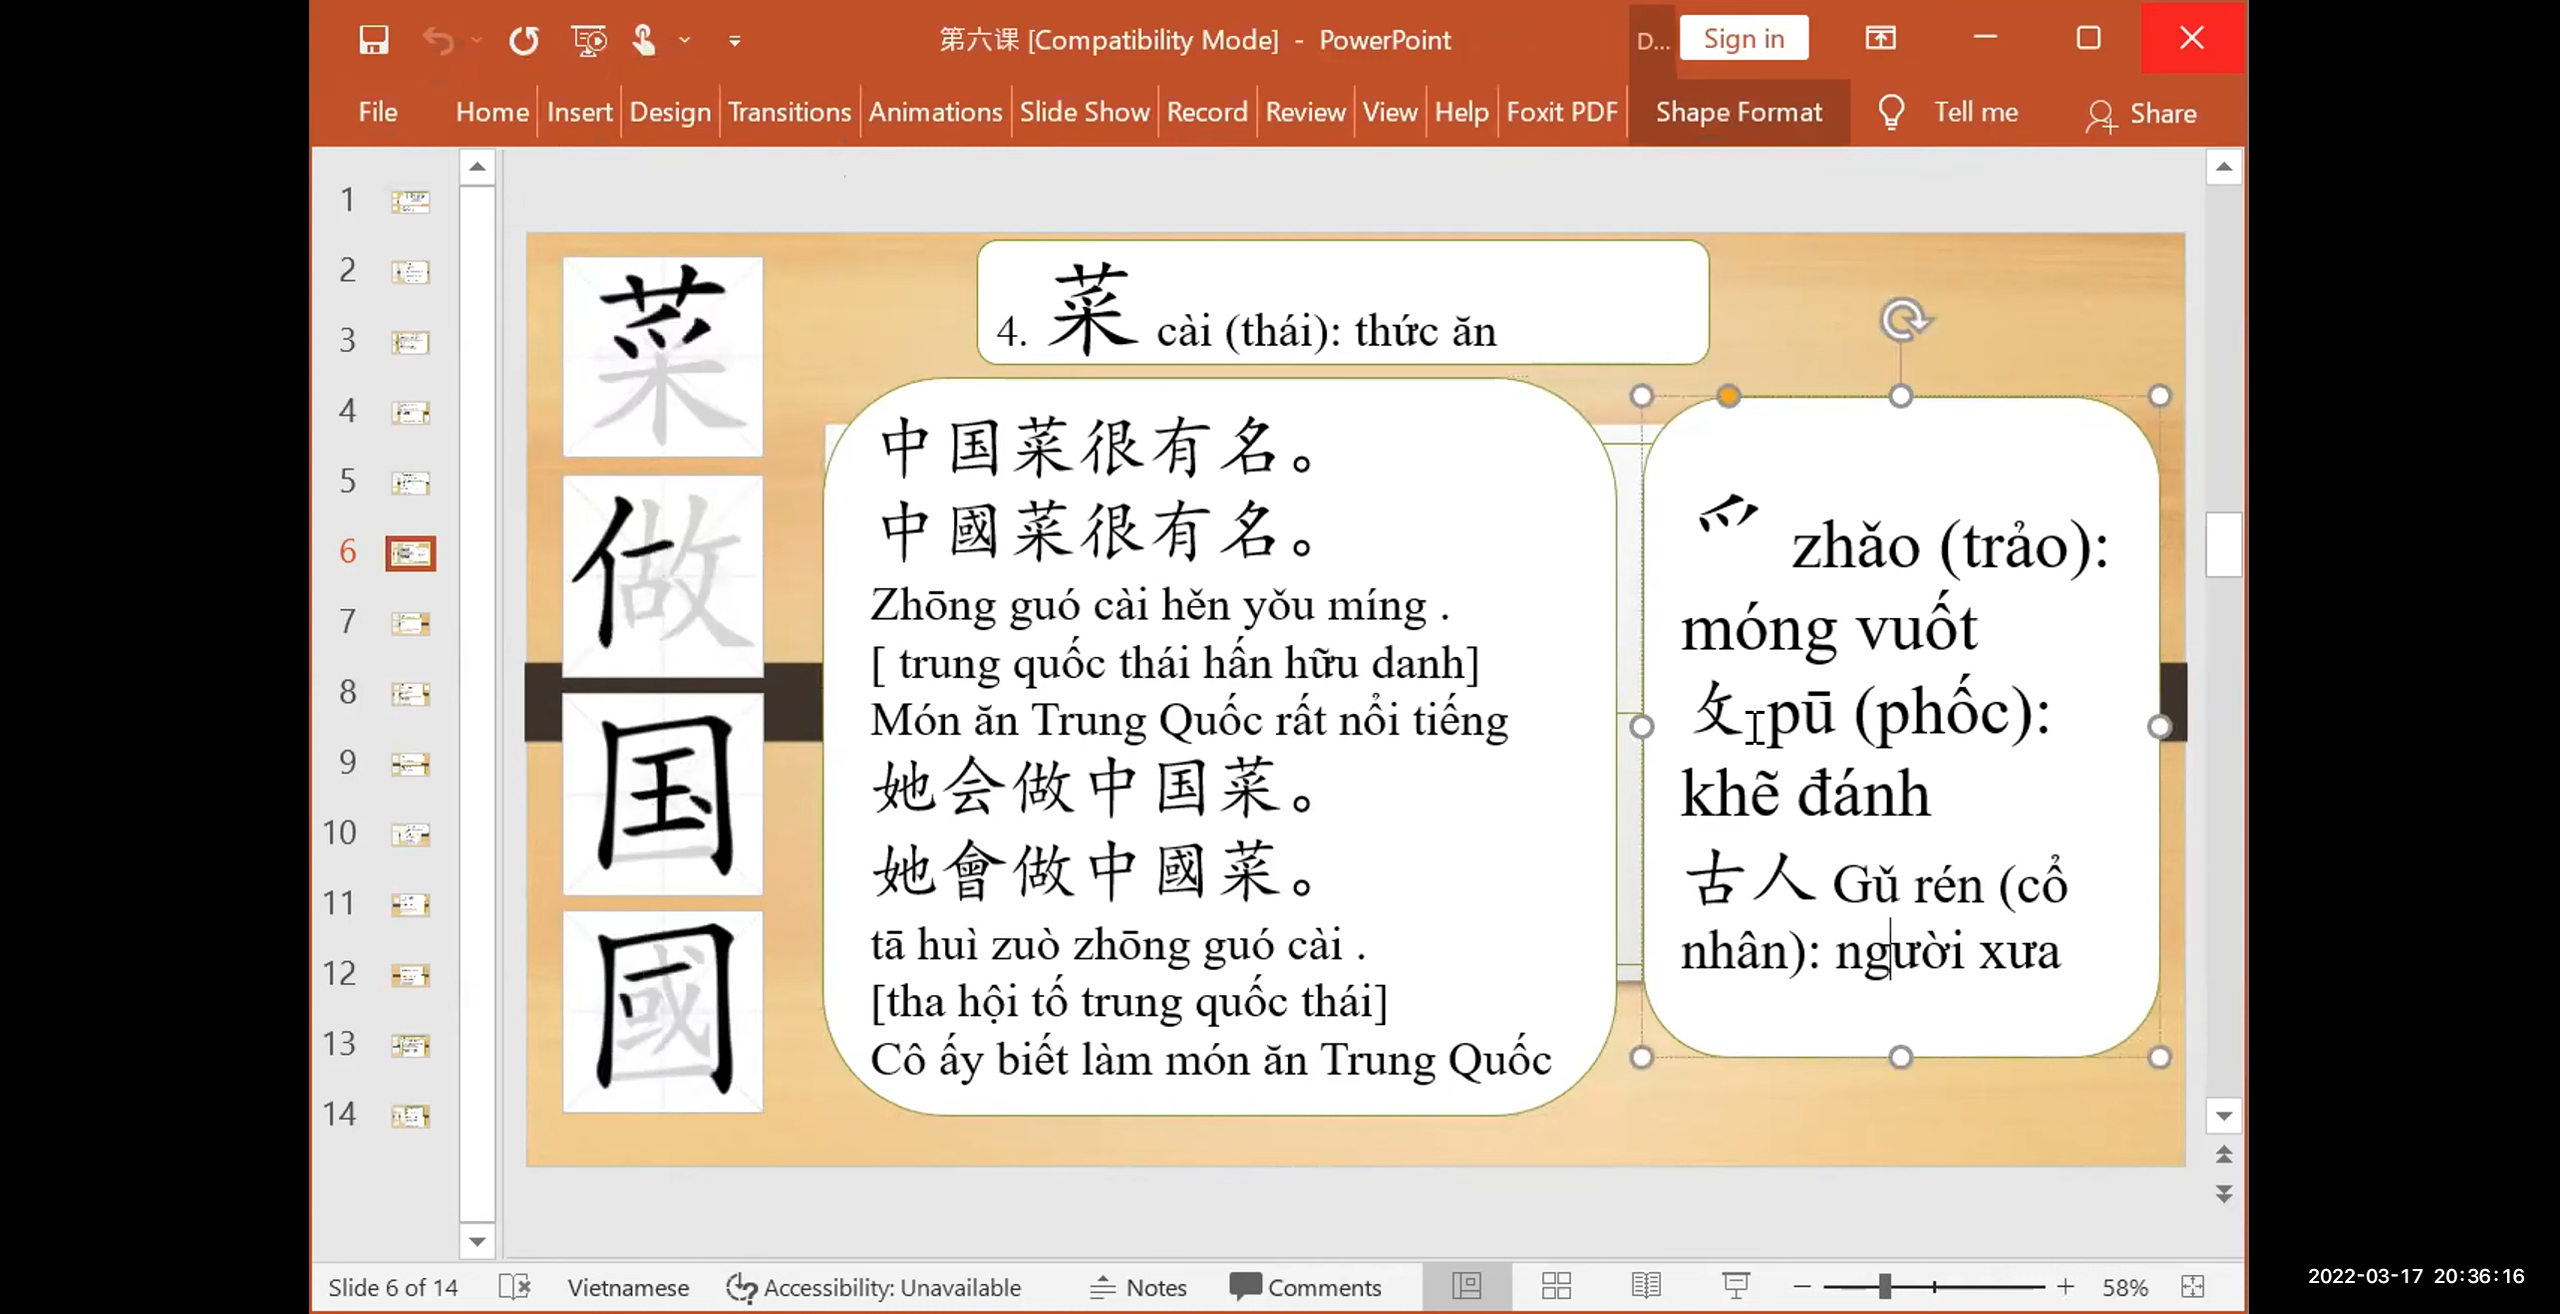 第六课 [Compatibility Mode] - PowerPoint
D...
Sign in
File Home Insert Design Transitions Animations Slide Show Record Review View Help Foxit PDF Shape Format Tell me Share
1
2
3
4
5
6
7
8
9
10
11
12
13
14
菜
做
国
國
4. 菜 cài (thái): thức ăn
中国菜很有名。
中國菜很有名。
Zhōng guó cài hěn yǒu míng .
[ trung quốc thái hấn hữu danh]
Món ăn Trung Quốc rất nổi tiếng
她会做中国菜。
她會做中國菜。
tā huì zuò zhōng guó cài .
[tha hội tố trung quốc thái]
Cô ấy biết làm món ăn Trung Quốc
爫 zhǎo (trảo):
móng vuốt
攵 pū (phốc):
khẽ đánh
古人 Gǔ rén (cổ
nhân): người xưa
Slide 6 of 14 Vietnamese Accessibility: Unavailable Notes Comments 58%
2022-03-17 20:36:16